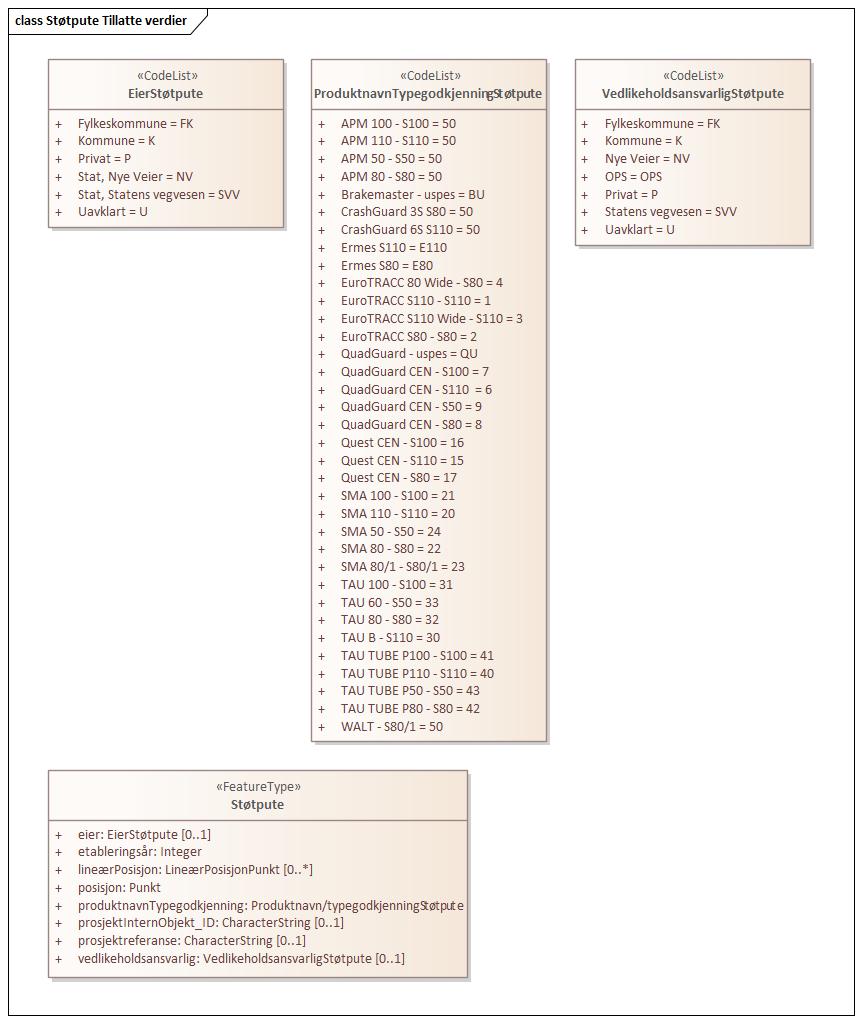 class Støtpute Tillatte verdier
«CodeList»
EierStøtpute
+ Fylkeskommune = FK
+ Kommune = K
+ Privat = P
+ Stat, Nye Veier = NV
+ Stat, Statens vegvesen = SVV
+ Uavklart = U
«CodeList»
ProduktnavnTypegodkjenningStøtpute
+ APM 100 - S100 = 50
+ APM 110 - S110 = 50
+ APM 50 - S50 = 50
+ APM 80 - S80 = 50
+ Brakemaster - uspes = BU
+ CrashGuard 3S S80 = 50
+ CrashGuard 6S S110 = 50
+ Ermes S110 = E110
+ Ermes S80 = E80
+ EuroTRACC 80 Wide - S80 = 4
+ EuroTRACC S110 - S110 = 1
+ EuroTRACC S110 Wide - S110 = 3
+ EuroTRACC S80 - S80 = 2
+ QuadGuard - uspes = QU
+ QuadGuard CEN - S100 = 7
+ QuadGuard CEN - S110  = 6
+ QuadGuard CEN - S50 = 9
+ QuadGuard CEN - S80 = 8
+ Quest CEN - S100 = 16
+ Quest CEN - S110 = 15
+ Quest CEN - S80 = 17
+ SMA 100 - S100 = 21
+ SMA 110 - S110 = 20
+ SMA 50 - S50 = 24
+ SMA 80 - S80 = 22
+ SMA 80/1 - S80/1 = 23
+ TAU 100 - S100 = 31
+ TAU 60 - S50 = 33
+ TAU 80 - S80 = 32
+ TAU B - S110 = 30
+ TAU TUBE P100 - S100 = 41
+ TAU TUBE P110 - S110 = 40
+ TAU TUBE P50 - S50 = 43
+ TAU TUBE P80 - S80 = 42
+ WALT - S80/1 = 50
«CodeList»
VedlikeholdsansvarligStøtpute
+ Fylkeskommune = FK
+ Kommune = K
+ Nye Veier = NV
+ OPS = OPS
+ Privat = P
+ Statens vegvesen = SVV
+ Uavklart = U
«FeatureType»
Støtpute
+ eier: EierStøtpute [0..1]
+ etableringsår: Integer
+ lineærPosisjon: LineærPosisjonPunkt [0..*]
+ posisjon: Punkt
+ produktnavnTypegodkjenning: Produktnavn/typegodkjenningStøtpute
+ prosjektInternObjekt_ID: CharacterString [0..1]
+ prosjektreferanse: CharacterString [0..1]
+ vedlikeholdsansvarlig: VedlikeholdsansvarligStøtpute [0..1]